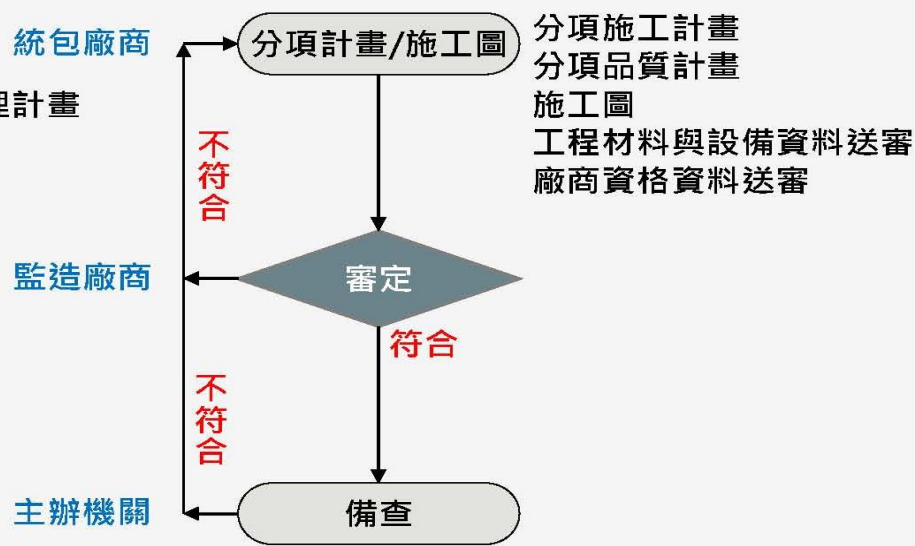 統包廠商
分項計畫/施工圖
分項施工計畫
分項品質計畫
施工圖
工程材料與設備資料送審
廠商資格資料送審
理計畫
不符合
監造廠商
審定
符合
不符合
主辦機關
備查